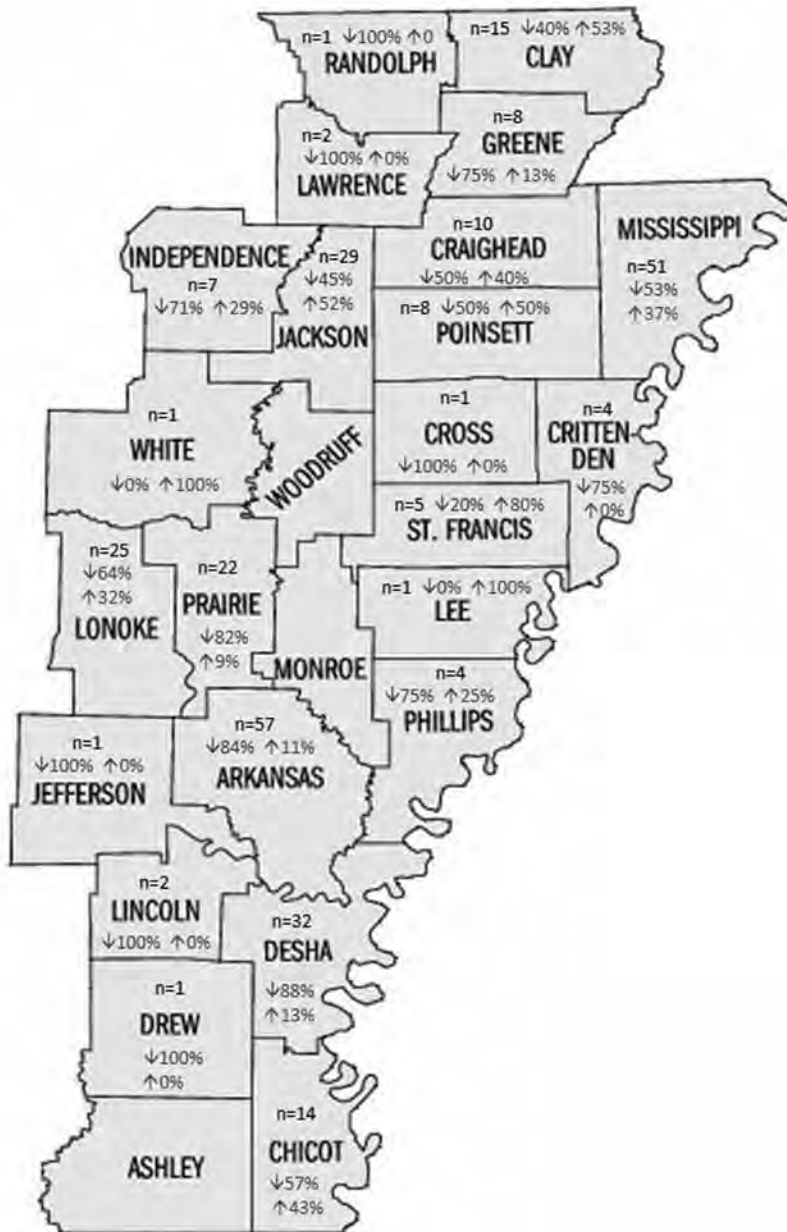 n=1 ↓100% ↑0
RANDOLPH
n=15 ↓40% ↑53%
CLAY
n=8
GREENE
↓75% ↑13%
n=2
↓100% ↑0%
LAWRENCE
n=10
CRAIGHEAD
↓50% ↑40%
MISSISSIPPI
n=51
↓53%
↑37%
INDEPENDENCE
n=7
↓71% ↑29%
n=29
↓45%
↑52%
JACKSON
n=8 ↓50% ↑50%
POINSETT
n=1
WHITE
↓0% ↑100%
WOODRUFF
n=1
CROSS
↓100% ↑0%
n=4
CRITTEN-
DEN
↓75%
↑0%
n=5 ↓20% ↑80%
ST. FRANCIS
n=25
↓64%
↑32%
LONOKE
n=22
PRAIRIE
↓82%
↑9%
MONROE
n=1 ↓0% ↑100%
LEE
n=4
↓75% ↑25%
PHILLIPS
n=1
↓100% ↑0%
JEFFERSON
n=57
↓84% ↑11%
ARKANSAS
n=2
LINCOLN
↓100% ↑0%
n=32
DESHA
↓88%
↑13%
n=1
DREW
↓100%
↑0%
ASHLEY
n=14
CHICOT
↓57%
↑43%